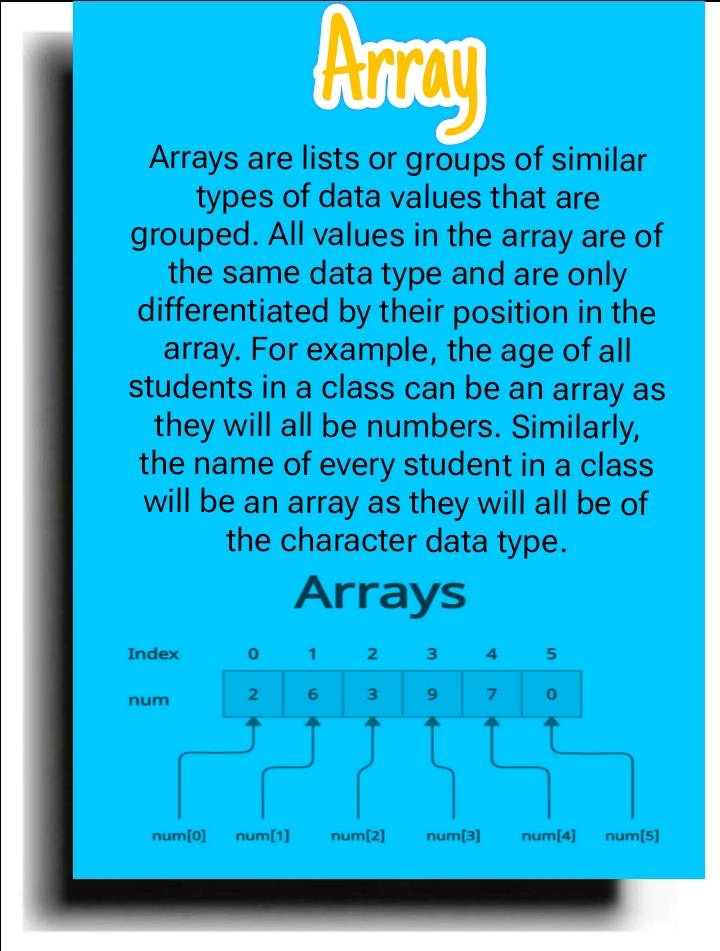 Array
Arrays are lists or groups of similar
types of data values that are
grouped. All values in the array are of
the same data type and are only
differentiated by their position in the
array. For example, the age of all
students in a class can be an array as
they will all be numbers. Similarly,
the name of every student in a class
will be an array as they will all be of
the character data type.
Arrays
Index 0 1 2 3 4 5
num 2 6 3 9 7 0
num[0] num[1] num[2] num[3] num[4] num[5]